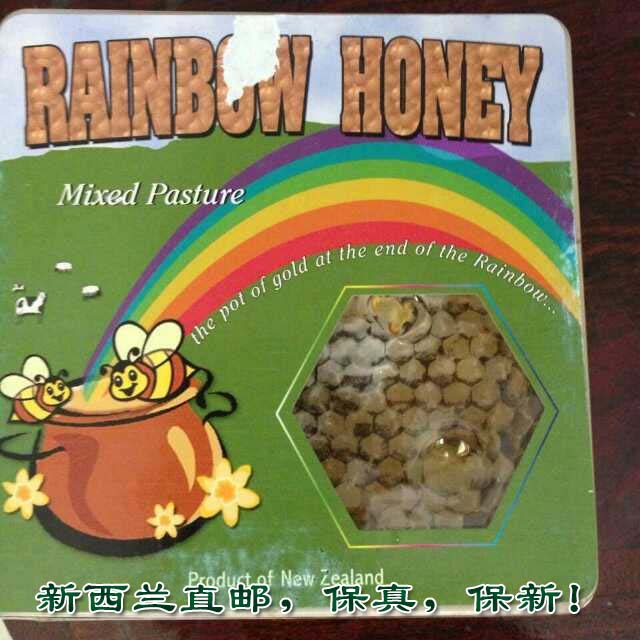 RAINBOW HONEY
Mixed Pasture
the pot of gold at the end of the Rainbow...
Product of New Zealand
新西兰直邮，保真，保新！